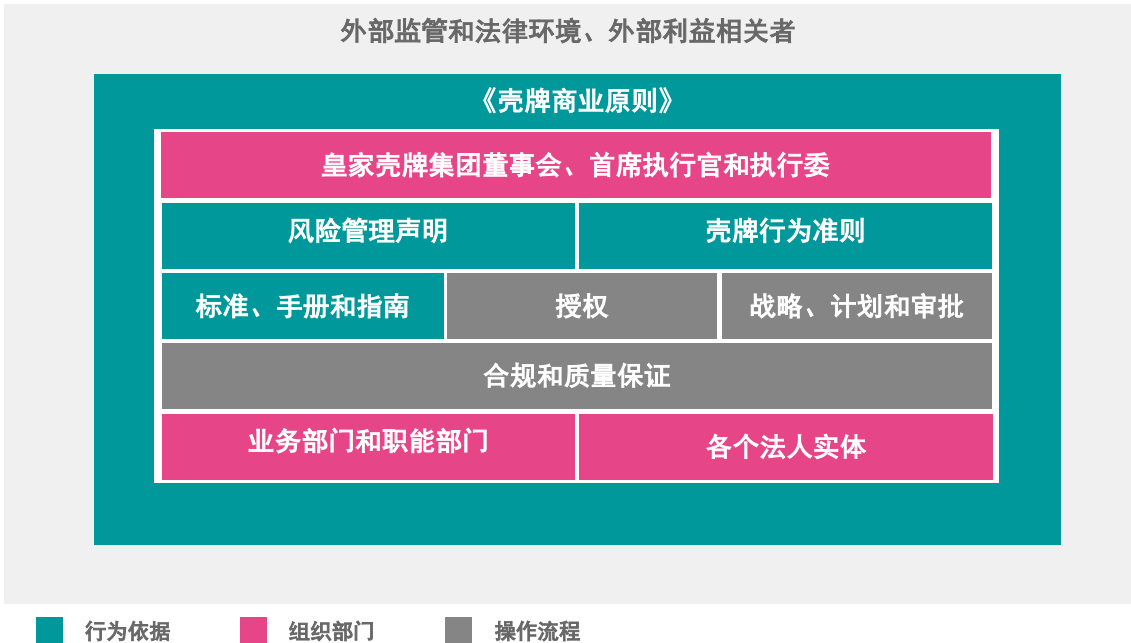 外部监管和法律环境、外部利益相关者
《壳牌商业原则》
皇家壳牌集团董事会、首席执行官和执行委
风险管理声明
壳牌行为准则
标准、手册和指南
授权
战略、计划和审批
合规和质量保证
业务部门和职能部门
各个法人实体
行为依据
组织部门
操作流程